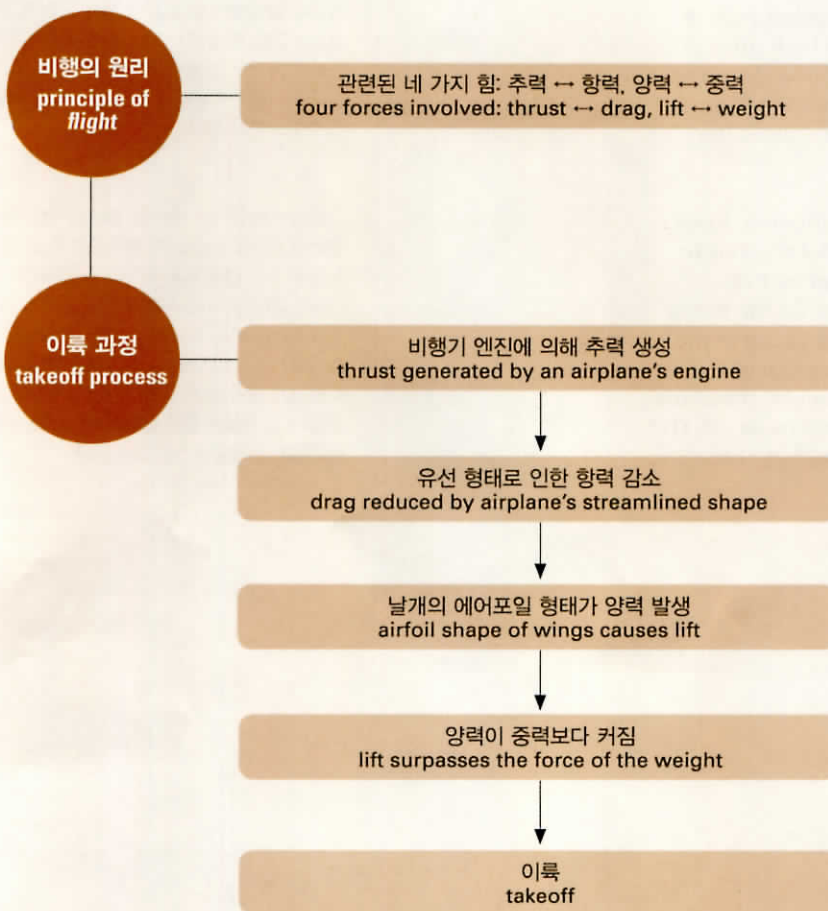 비행의 원리
principle of
flight
관련된 네 가지 힘: 추력 ↔ 항력, 양력 ↔ 중력
four forces involved: thrust ↔ drag, lift ↔ weight
이륙 과정
takeoff process
비행기 엔진에 의해 추력 생성
thrust generated by an airplane's engine
유선 형태로 인한 항력 감소
drag reduced by airplane's streamlined shape
날개의 에어포일 형태가 양력 발생
airfoil shape of wings causes lift
양력이 중력보다 커짐
lift surpasses the force of the weight
이륙
takeoff